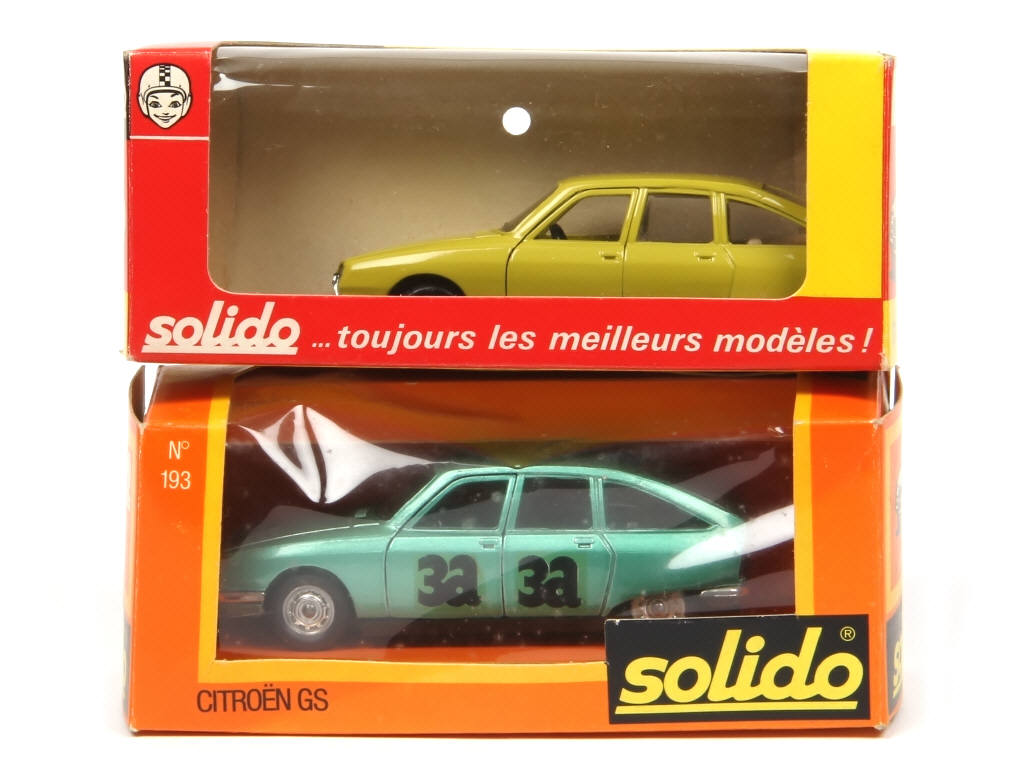 solido ...toujours les meilleurs modèles !
N°
193
3a 3a
solido®
CITROËN GS